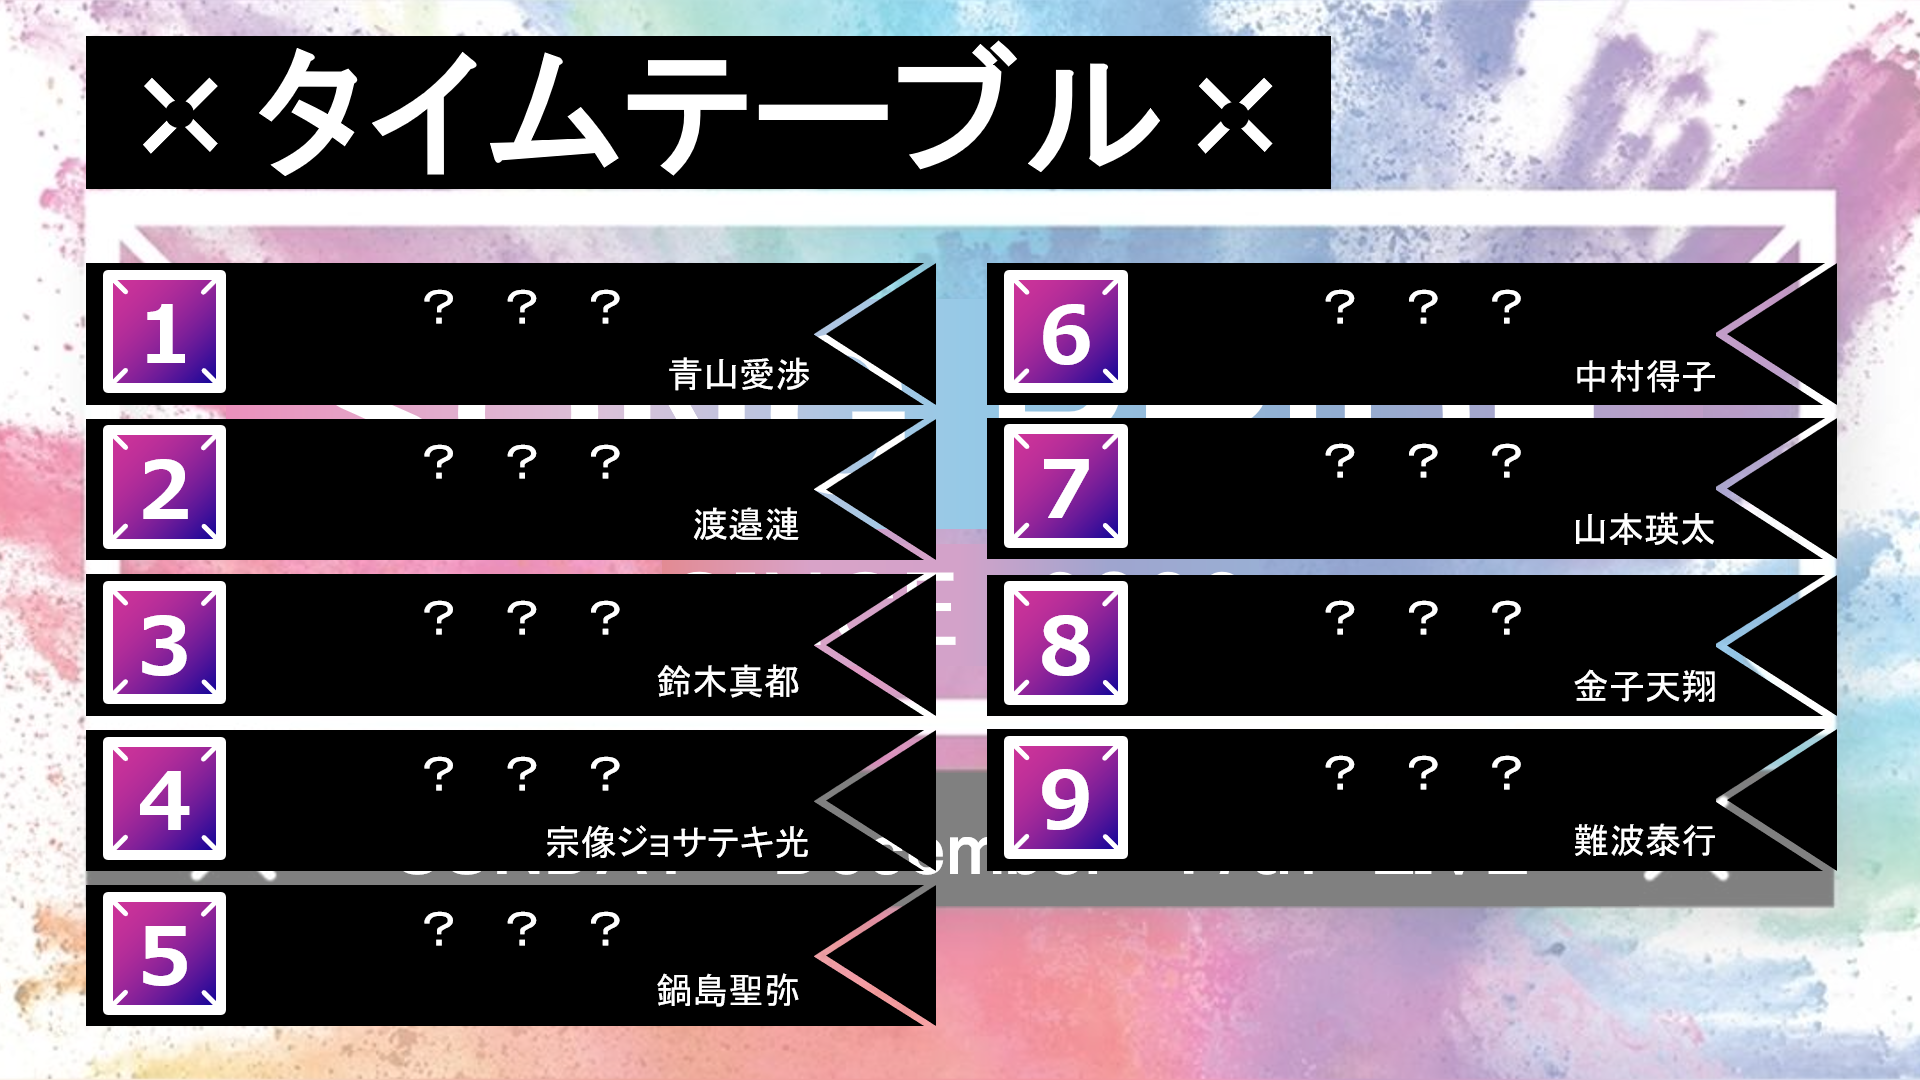 タイムテーブル
1
？ ？ ？
青山愛渉
2
？ ？ ？
渡邉漣
3
？ ？ ？
鈴木真都
4
？ ？ ？
宗像ジョサテキ光
5
？ ？ ？
鍋島聖弥
6
？ ？ ？
中村得子
7
？ ？ ？
山本瑛太
8
？ ？ ？
金子天翔
9
？ ？ ？
難波泰行